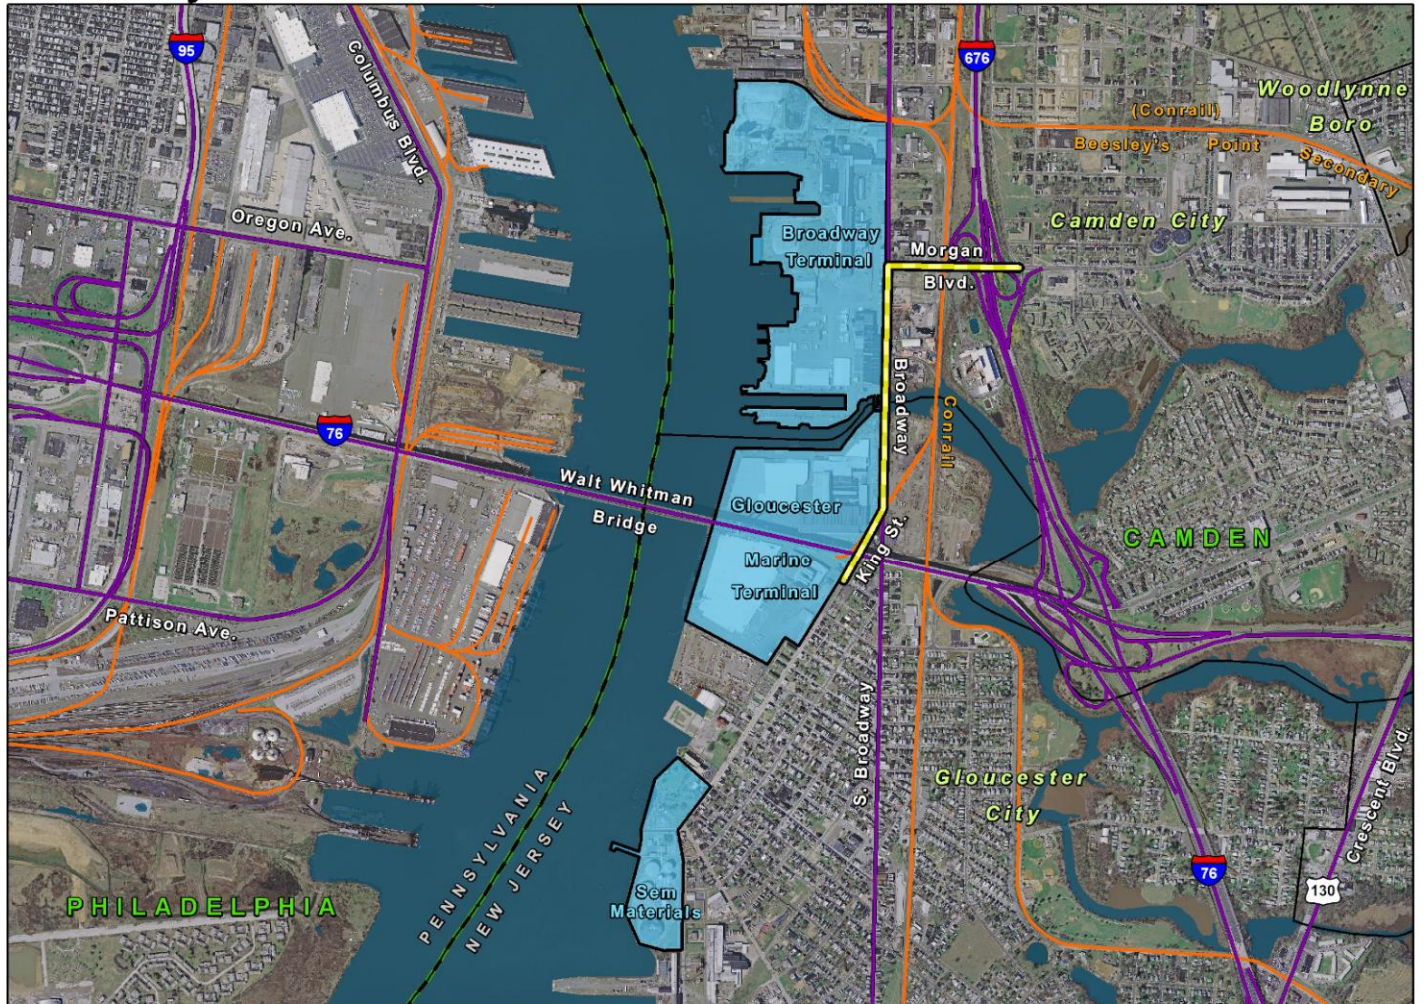 95
Columbus Blvd.
676
Woodlynne
Boro
(Conrail)
Beesley's Point
Secondary
Oregon Ave.
Camden City
Broadway
Terminal
Morgan
Blvd.
Broadway
Conrail
76
Walt Whitman
Bridge
Gloucester
Marine
Terminal
King St.
CAMDEN
Pattison Ave.
S. Broadway
Gloucester
City
Crescent Blvd.
PENNSYLVANIA
NEW JERSEY
76
130
Sem
Materials
PHILADELPHIA